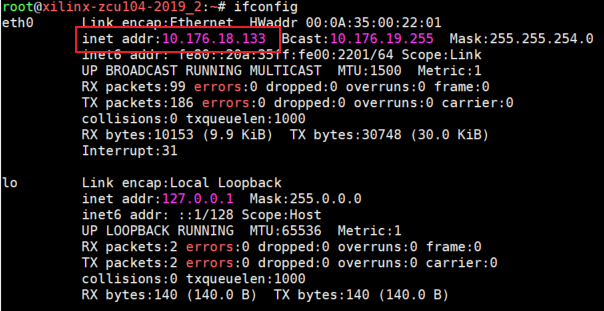 root@xilinx-zcu104-2019_2:~# ifconfig
eth0 Link encap:Ethernet HWaddr 00:0A:35:00:22:01
inet addr:10.176.18.133 Bcast:10.176.19.255 Mask:255.255.254.0
inet6 addr: fe80::20a:35ff:fe00:2201/64 Scope:Link
UP BROADCAST RUNNING MULTICAST MTU:1500 Metric:1
RX packets:99 errors:0 dropped:0 overruns:0 frame:0
TX packets:186 errors:0 dropped:0 overruns:0 carrier:0
collisions:0 txqueuelen:1000
RX bytes:10153 (9.9 KiB) TX bytes:30748 (30.0 KiB)
Interrupt:31
lo Link encap:Local Loopback
inet addr:127.0.0.1 Mask:255.0.0.0
inet6 addr: ::1/128 Scope:Host
UP LOOPBACK RUNNING MTU:65536 Metric:1
RX packets:2 errors:0 dropped:0 overruns:0 frame:0
TX packets:2 errors:0 dropped:0 overruns:0 carrier:0
collisions:0 txqueuelen:1000
RX bytes:140 (140.0 B) TX bytes:140 (140.0 B)